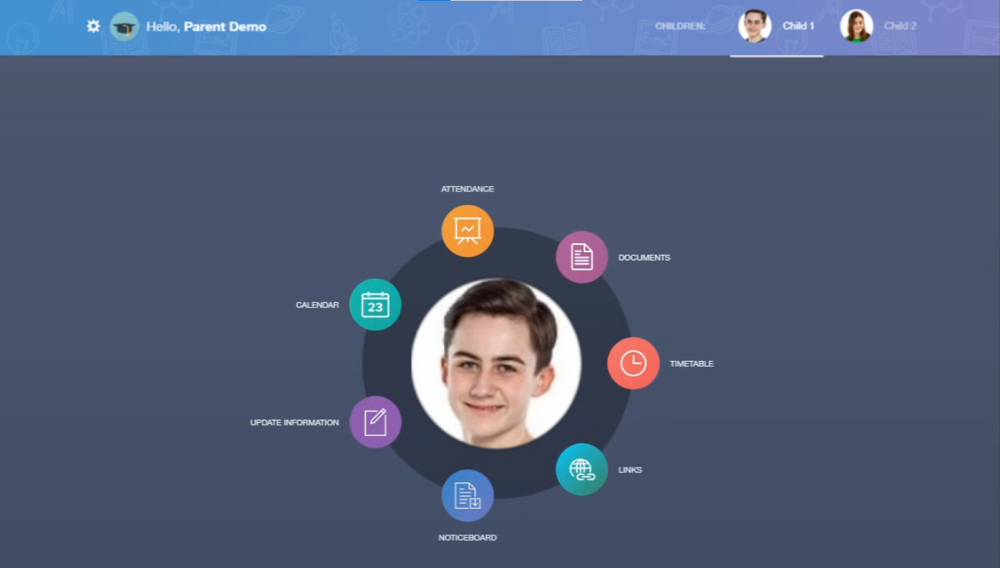 Hello, Parent Demo
CHILDREN:
Child 1
Child 2
ATTENDANCE
DOCUMENTS
CALENDAR
23
TIMETABLE
UPDATE INFORMATION
LINKS
NOTICEBOARD